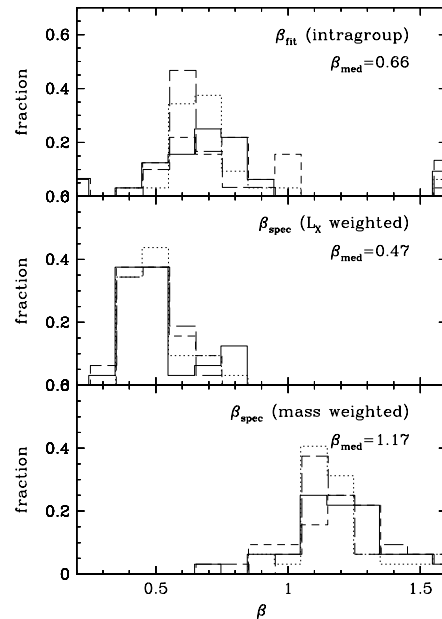 0.6
β_fit (intragroup)
β_med=0.66
0.4
fraction
0.2
0.0
β_spec (L_X weighted)
β_med=0.47
0.4
fraction
0.2
0.0
β_spec (mass weighted)
β_med=1.17
0.4
fraction
0.2
0
0.5 1 1.5
β